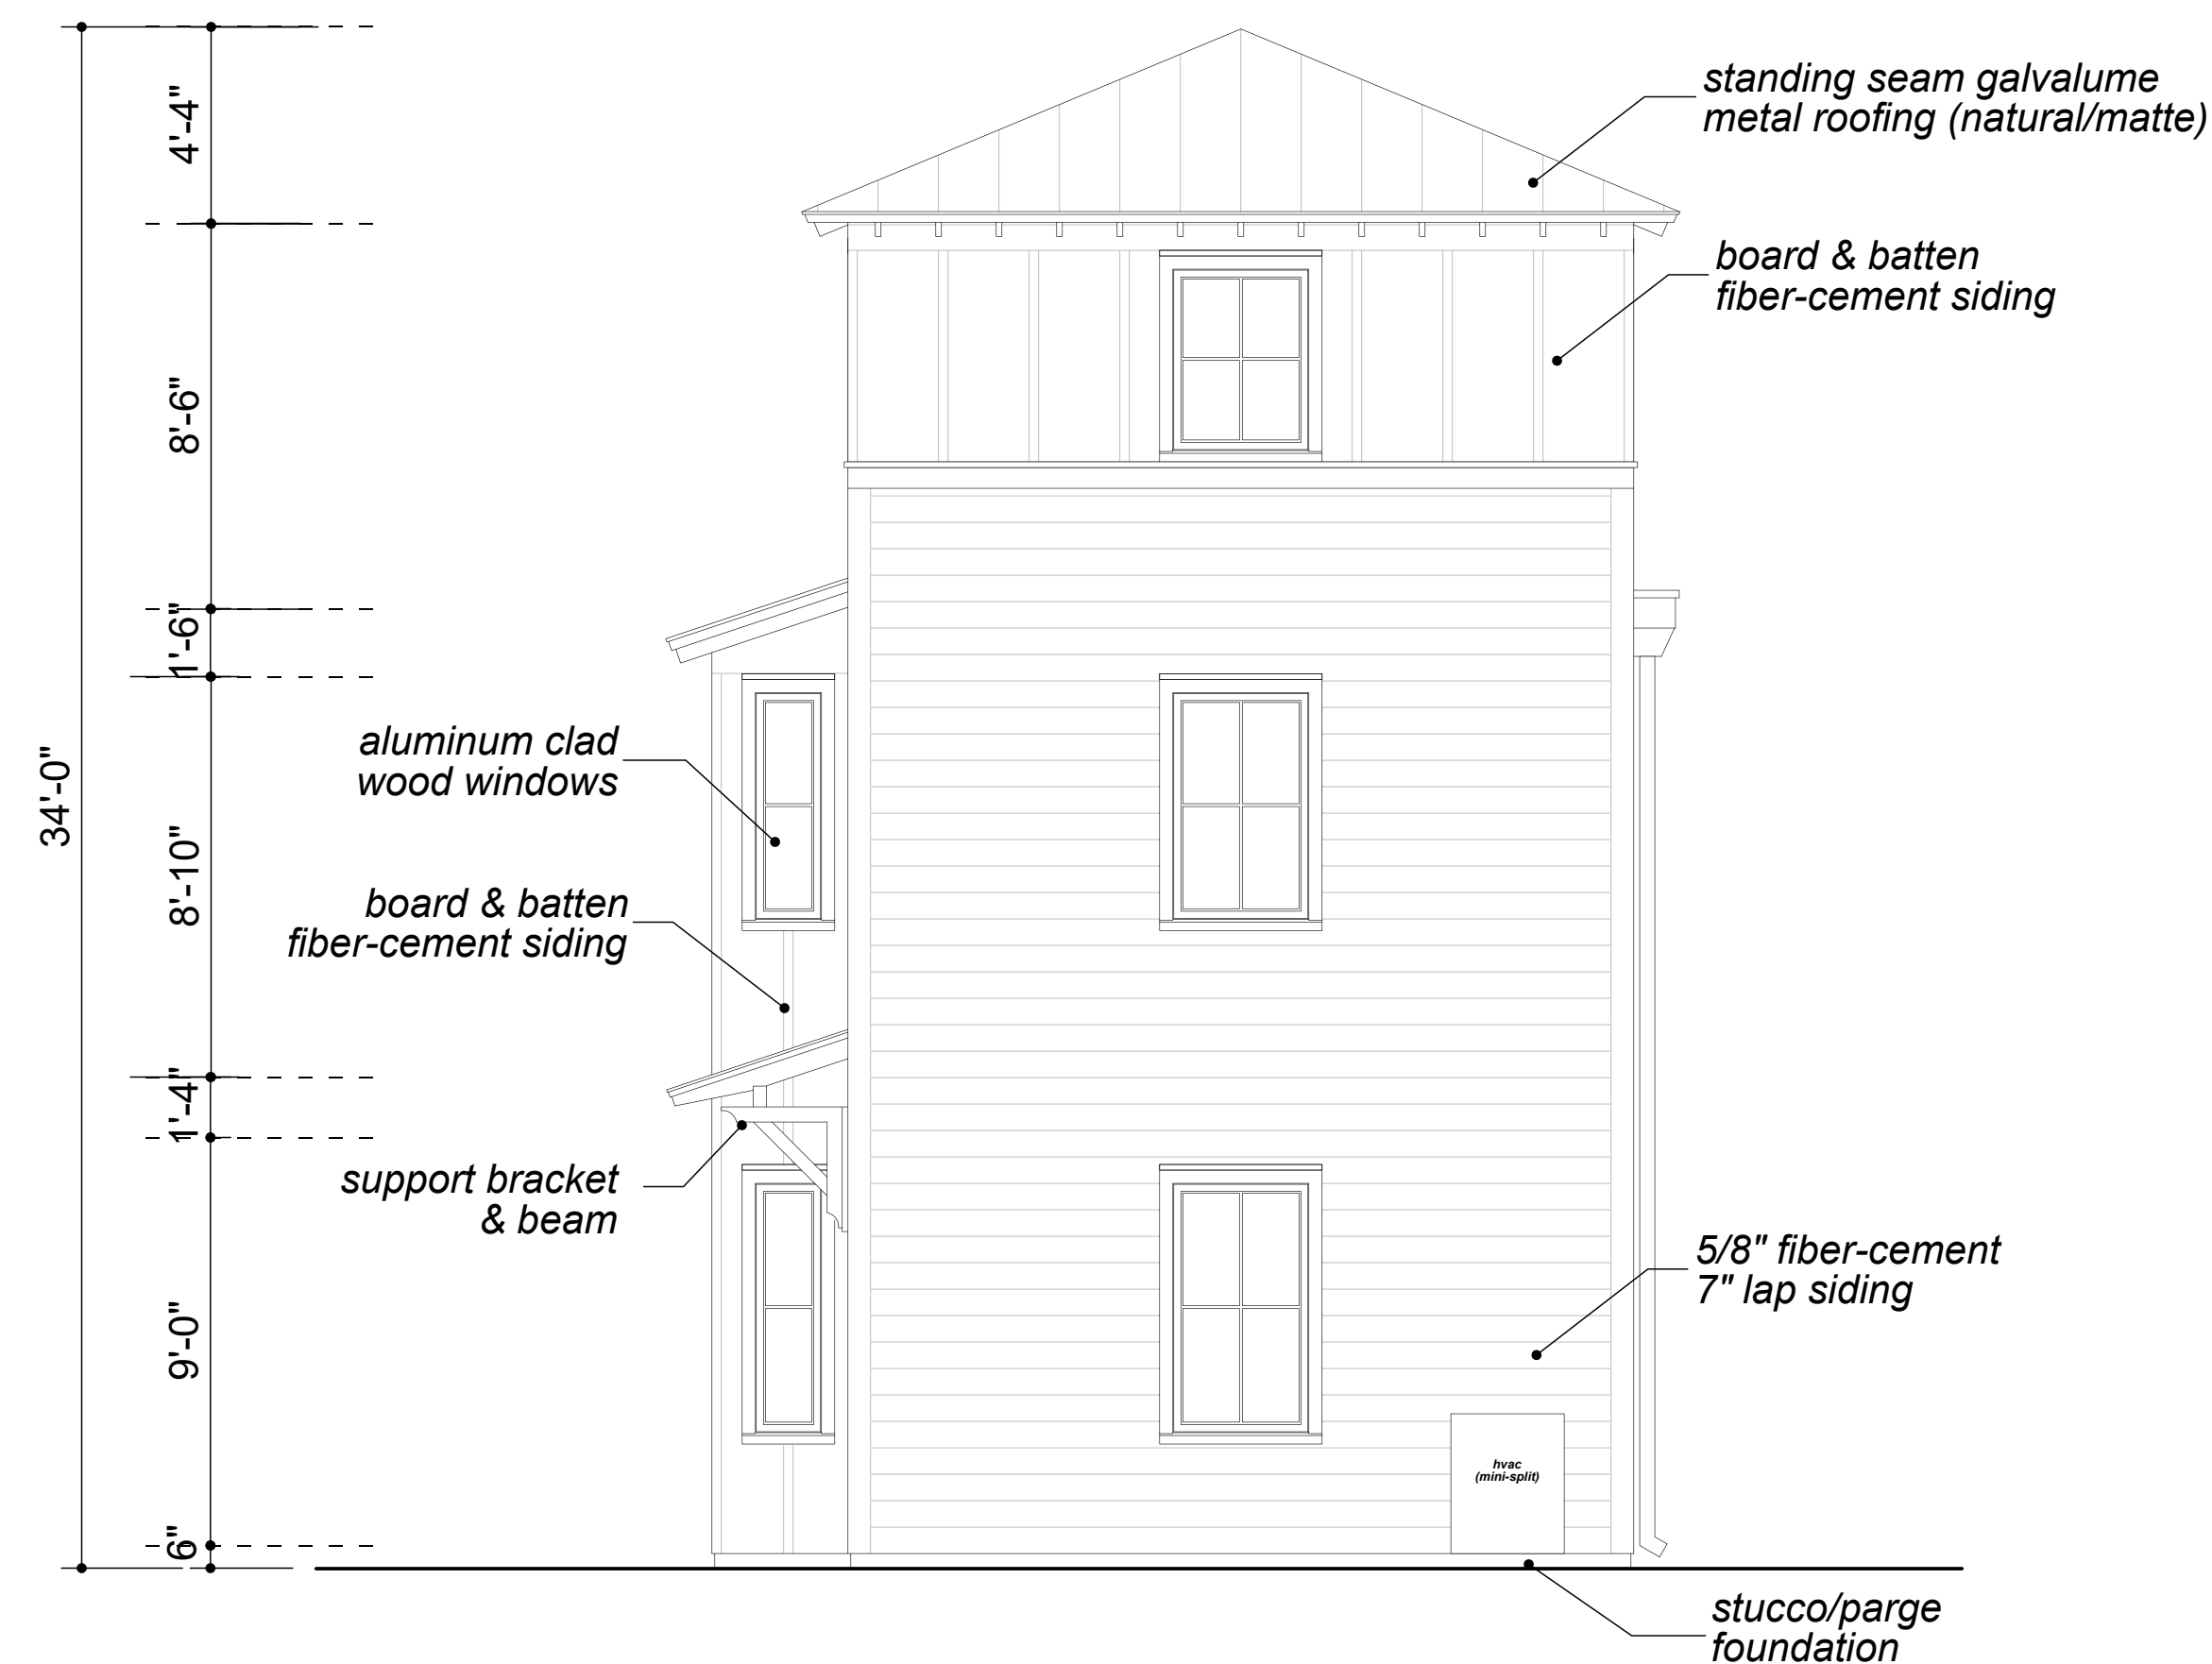 standing seam galvalume
metal roofing (natural/matte)
4'-4"
board & batten
fiber-cement siding
8'-6"
1'-6"
34'-0"
aluminum clad
wood windows
8'-10"
board & batten
fiber-cement siding
1'-4"
support bracket
& beam
5/8" fiber-cement
7" lap siding
9'-0"
hvac
(mini-split)
6"
stucco/parge
foundation